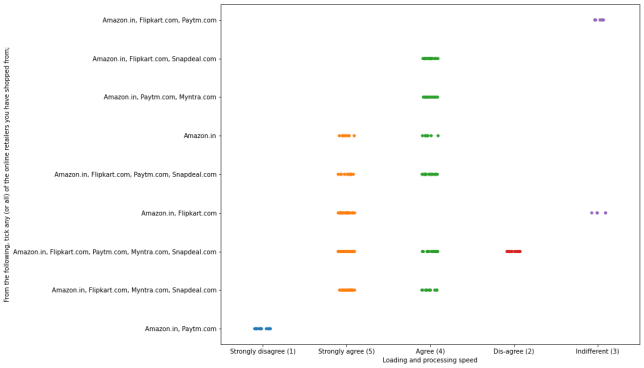 From the following, tick any (or all) of the online retailers you have shopped from;
Amazon.in, Flipkart.com, Paytm.com
Amazon.in, Flipkart.com, Snapdeal.com
Amazon.in, Paytm.com, Myntra.com
Amazon.in
Amazon.in, Flipkart.com, Paytm.com, Snapdeal.com
Amazon.in, Flipkart.com
Amazon.in, Flipkart.com, Paytm.com, Myntra.com, Snapdeal.com
Amazon.in, Flipkart.com, Myntra.com, Snapdeal.com
Amazon.in, Paytm.com
Strongly disagree (1) Strongly agree (5) Agree (4) Dis-agree (2) Indifferent (3)
Loading and processing speed